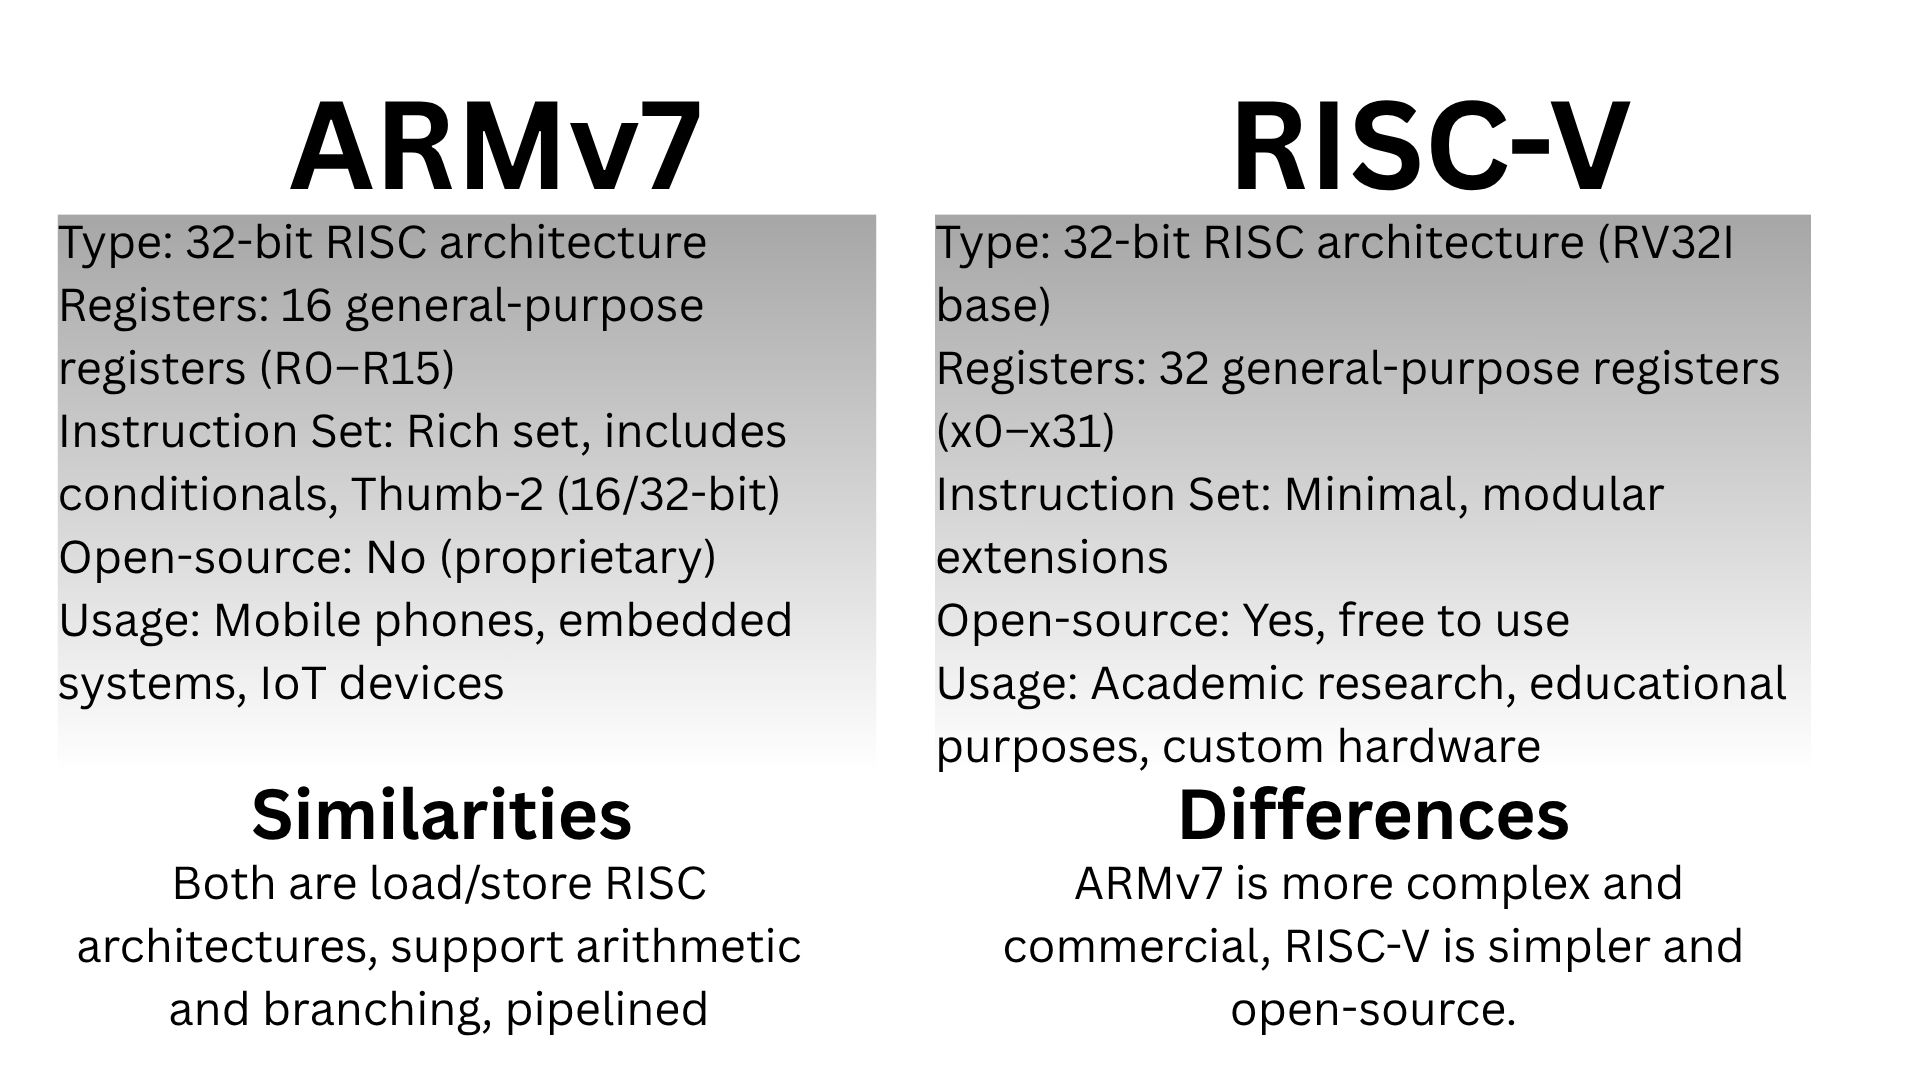 ARMv7
Type: 32-bit RISC architecture
Registers: 16 general-purpose
registers (R0–R15)
Instruction Set: Rich set, includes
conditionals, Thumb-2 (16/32-bit)
Open-source: No (proprietary)
Usage: Mobile phones, embedded
systems, IoT devices
RISC-V
Type: 32-bit RISC architecture (RV32I
base)
Registers: 32 general-purpose registers
(x0–x31)
Instruction Set: Minimal, modular
extensions
Open-source: Yes, free to use
Usage: Academic research, educational
purposes, custom hardware
Similarities
Both are load/store RISC
architectures, support arithmetic
and branching, pipelined
Differences
ARMv7 is more complex and
commercial, RISC-V is simpler and
open-source.